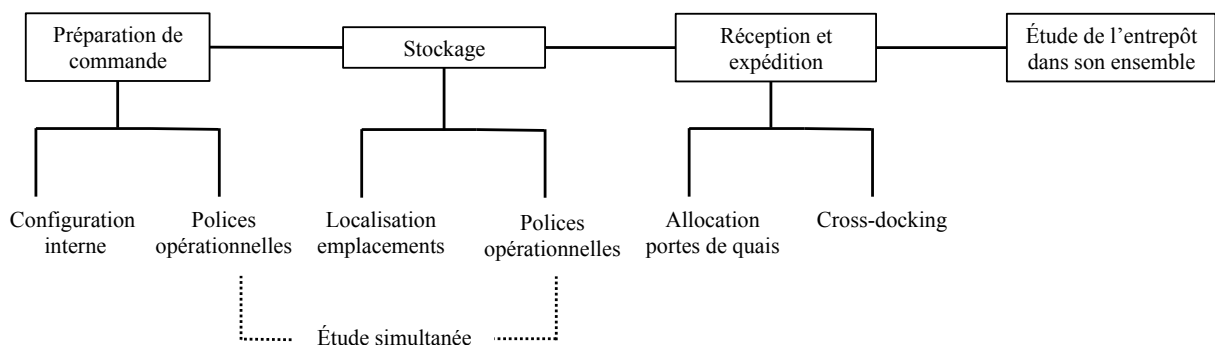 Préparation de
commande
Stockage
Réception et
expédition
Étude de l’entrepôt
dans son ensemble
Configuration
interne
Polices
opérationnelles
Localisation
emplacements
Polices
opérationnelles
Allocation
portes de quais
Cross-docking
Étude simultanée